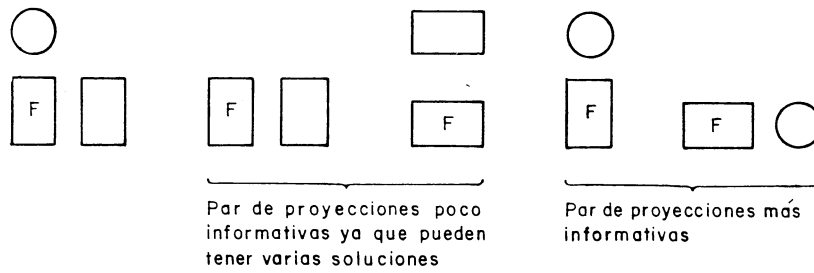 F
F
F
F
F
Par de proyecciones poco
informativas ya que pueden
tener varias soluciones
Par de proyecciones más
informativas